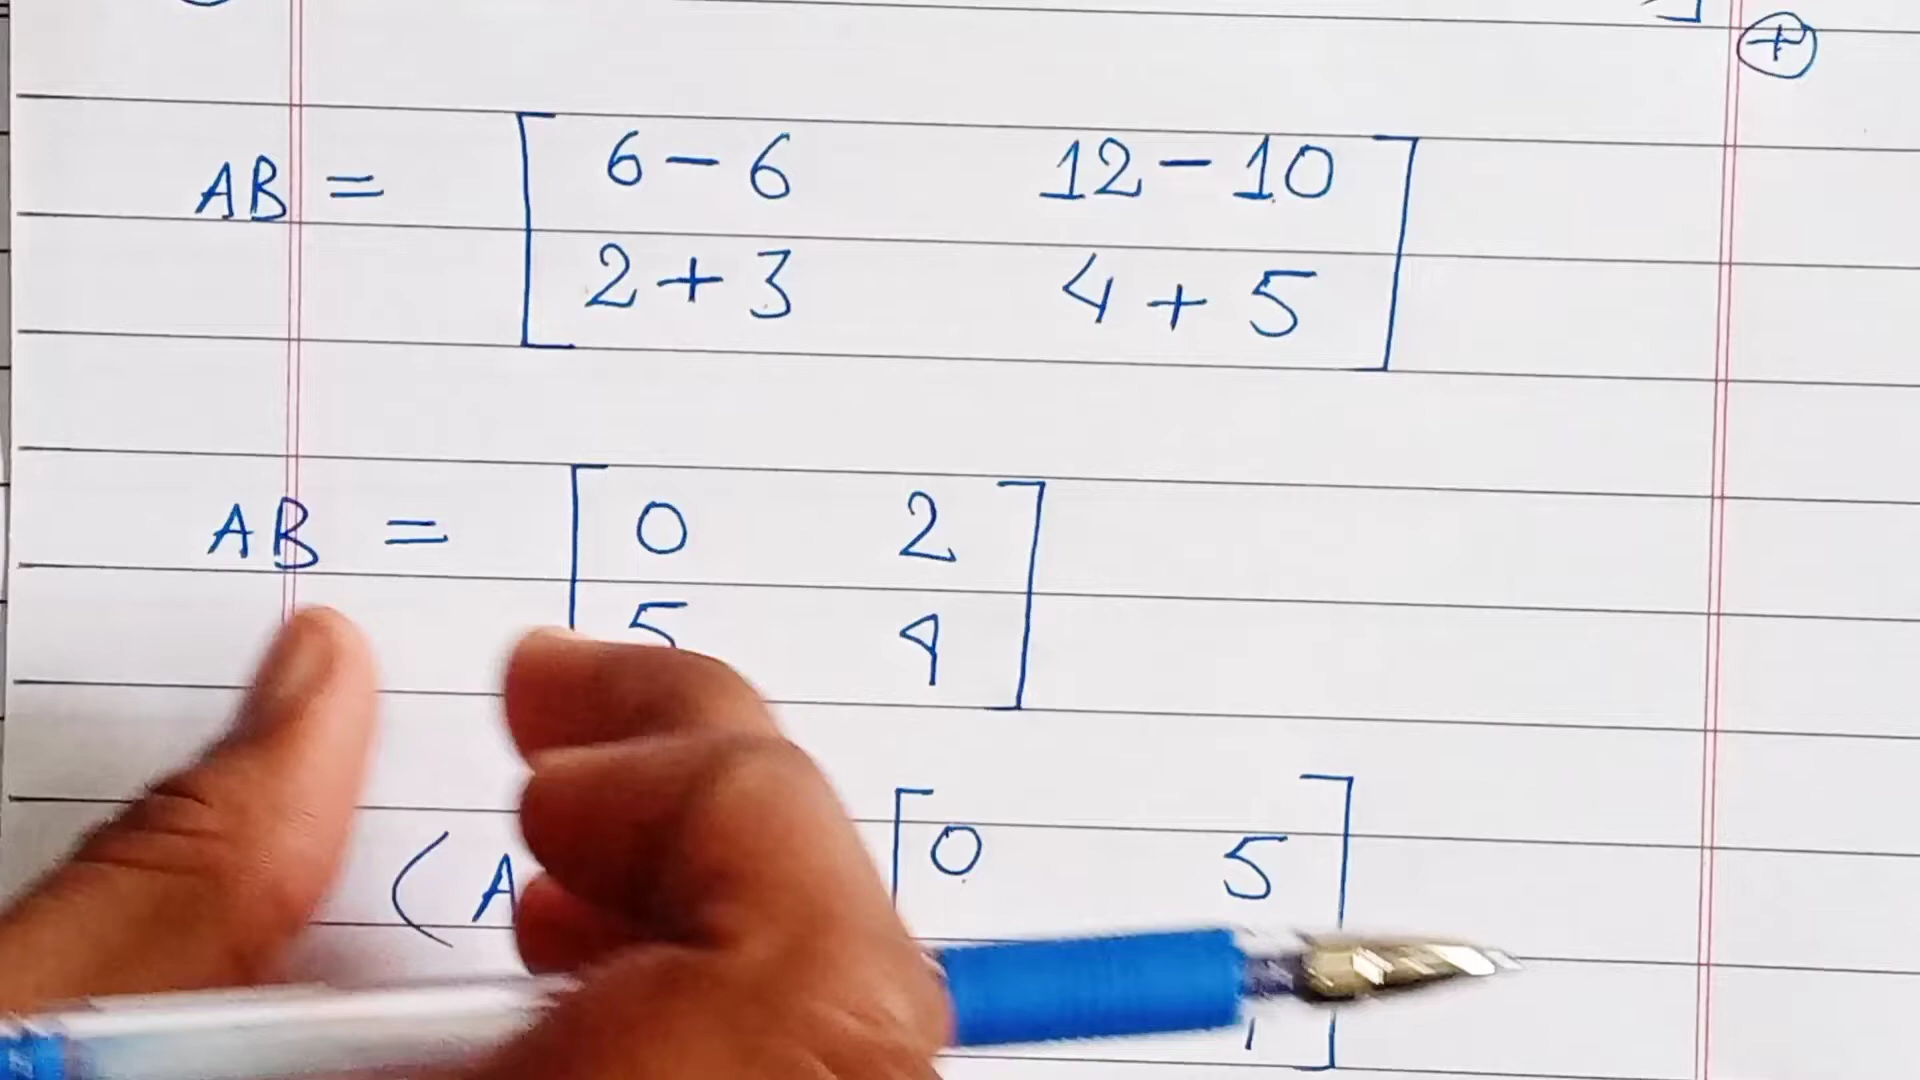 ⊕
AB = [ 6 - 6 12 - 10 ]
[ 2 + 3 4 + 5 ]
AB = [ 0 2 ]
[ 5 9 ]
(A [ 0 5 ]